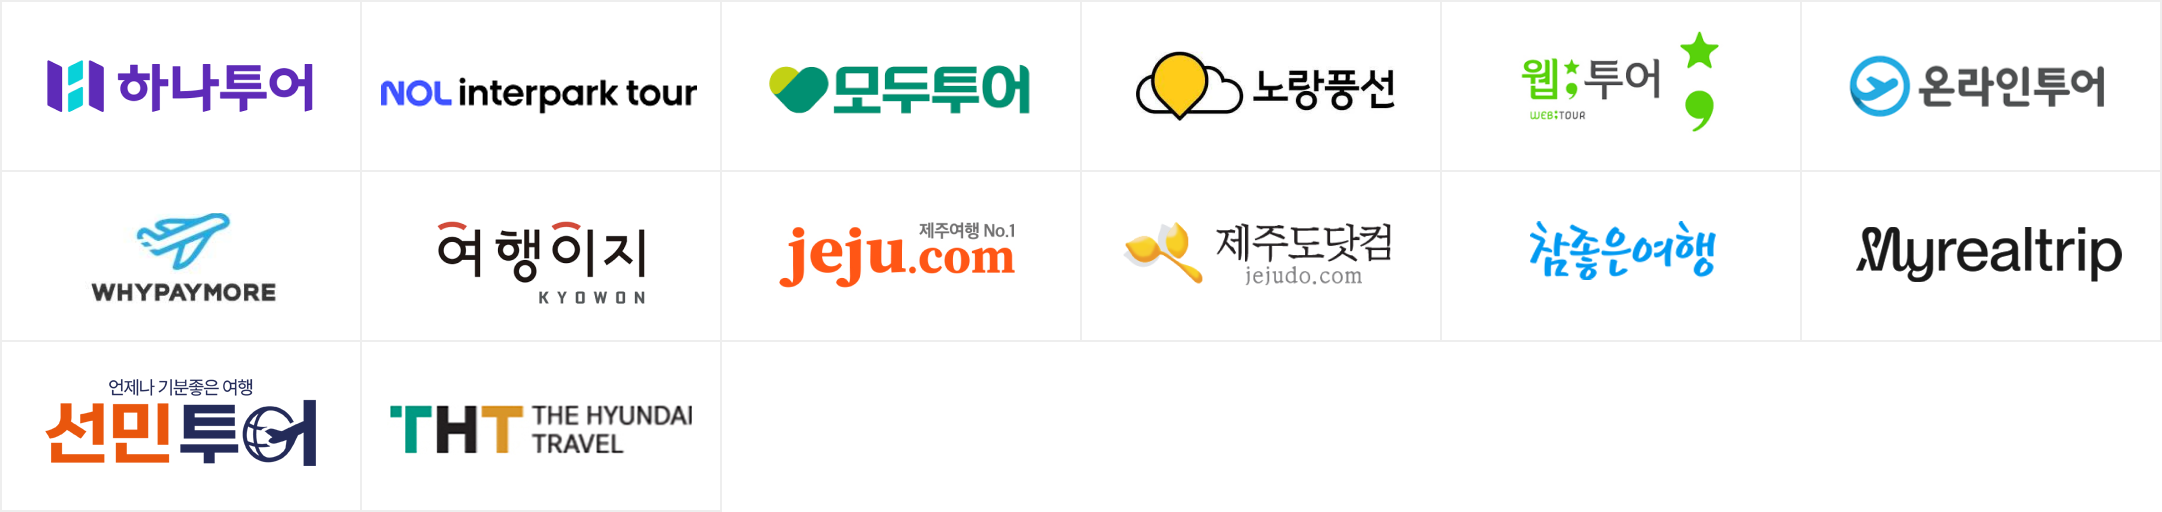 하나투어
NOL interpark tour
모두투어
노랑풍선
웹;투어
WEB;TOUR
온라인투어
WHYPAYMORE
여행이지
KYOWON
제주여행 No.1
jeju.com
제주도닷컴
jejudo.com
참좋은여행
Myrealtrip
언제나 기분좋은 여행
선민투어
THT THE HYUNDAI
TRAVEL